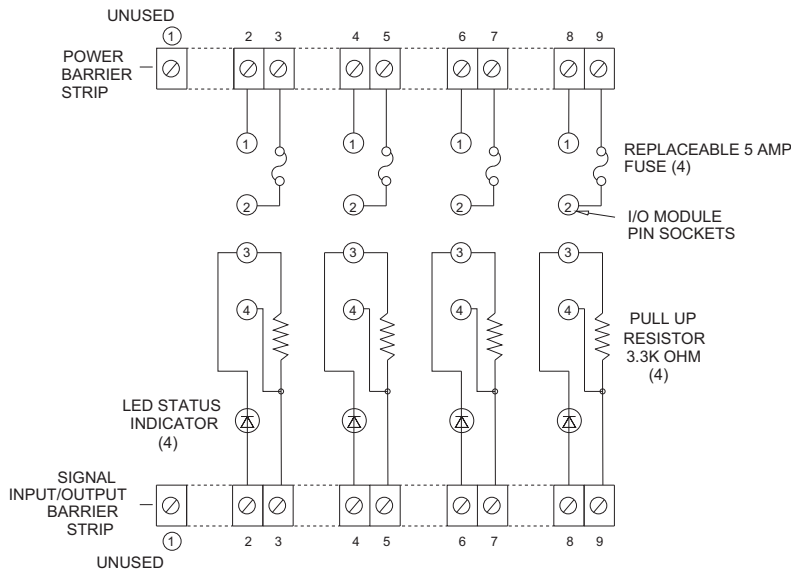 UNUSED
1
2 3 4 5 6 7 8 9
POWER
BARRIER
STRIP
1 1 1 1
REPLACEABLE 5 AMP
FUSE (4)
2 2 2 2
I/O MODULE
PIN SOCKETS
3 3 3 3
4 4 4 4
PULL UP
RESISTOR
3.3K OHM
(4)
LED STATUS
INDICATOR
(4)
SIGNAL
INPUT/OUTPUT
BARRIER
STRIP
1 2 3 4 5 6 7 8 9
UNUSED